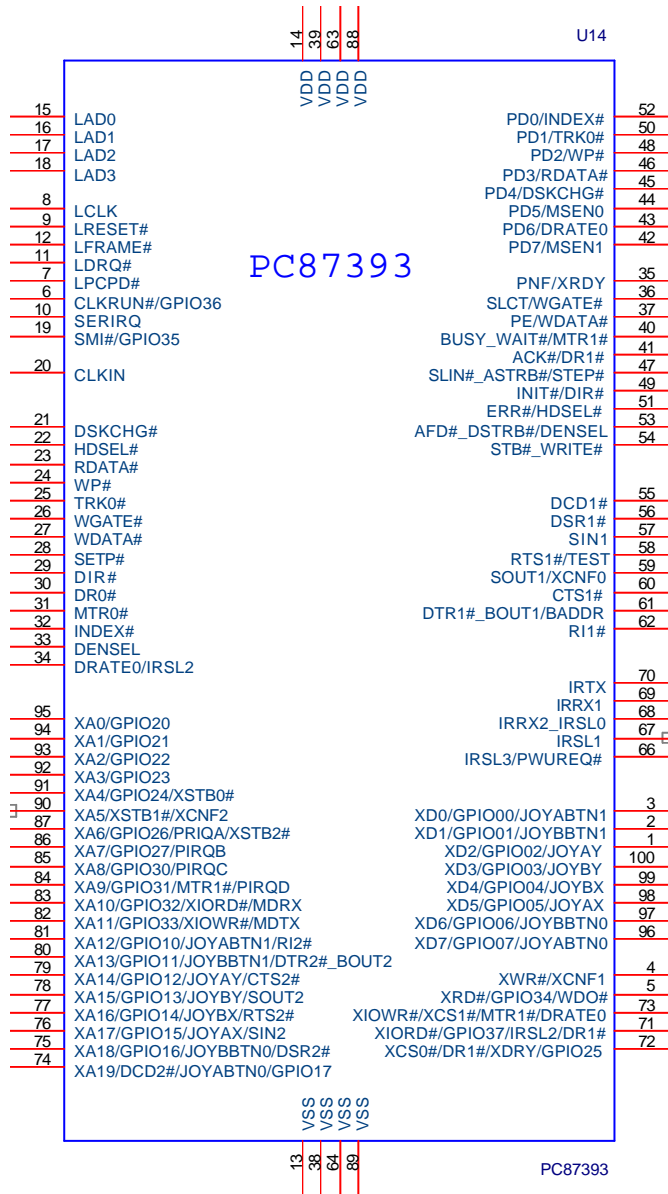 14 39 63 88
U14
VDD VDD VDD VDD
15 LAD0
16 LAD1
17 LAD2
18 LAD3
8 LCLK
9 LRESET#
12 LFRAME#
11 LDRQ#
7 LPCPD#
6 CLKRUN#/GPIO36
10 SERIRQ
19 SMI#/GPIO35
20 CLKIN
21 DSKCHG#
22 HDSEL#
23 RDATA#
24 WP#
25 TRK0#
26 WGATE#
27 WDATA#
28 SETP#
29 DIR#
30 DR0#
31 MTR0#
32 INDEX#
33 DENSEL
34 DRATE0/IRSL2
95 XA0/GPIO20
94 XA1/GPIO21
93 XA2/GPIO22
92 XA3/GPIO23
91 XA4/GPIO24/XSTB0#
90 XA5/XSTB1#/XCNF2
87 XA6/GPIO26/PRIQA/XSTB2#
86 XA7/GPIO27/PIRQB
85 XA8/GPIO30/PIRQC
84 XA9/GPIO31/MTR1#/PIRQD
83 XA10/GPIO32/XIORD#/MDRX
82 XA11/GPIO33/XIOWR#/MDTX
81 XA12/GPIO10/JOYABTN1/RI2#
80 XA13/GPIO11/JOYBBTN1/DTR2#_BOUT2
79 XA14/GPIO12/JOYAY/CTS2#
78 XA15/GPIO13/JOYBY/SOUT2
77 XA16/GPIO14/JOYBX/RTS2#
76 XA17/GPIO15/JOYAX/SIN2
75 XA18/GPIO16/JOYBBTN0/DSR2#
74 XA19/DCD2#/JOYABTN0/GPIO17
PC87393
PD0/INDEX# 52
PD1/TRK0# 50
PD2/WP# 48
PD3/RDATA# 46
PD4/DSKCHG# 45
PD5/MSEN0 44
PD6/DRATE0 43
PD7/MSEN1 42
PNF/XRDY 35
SLCT/WGATE# 36
PE/WDATA# 37
BUSY_WAIT#/MTR1# 40
ACK#/DR1# 41
SLIN#_ASTRB#/STEP# 47
INIT#/DIR# 49
ERR#/HDSEL# 51
AFD#_DSTRB#/DENSEL 53
STB#_WRITE# 54
DCD1# 55
DSR1# 56
SIN1 57
RTS1#/TEST 58
SOUT1/XCNF0 59
CTS1# 60
DTR1#_BOUT1/BADDR 61
RI1# 62
IRTX 70
IRRX1 69
IRRX2_IRSL0 68
IRSL1 67
IRSL3/PWUREQ# 66
XD0/GPIO00/JOYABTN1 3
XD1/GPIO01/JOYBBTN1 2
XD2/GPIO02/JOYAY 1
XD3/GPIO03/JOYBY 100
XD4/GPIO04/JOYBX 99
XD5/GPIO05/JOYAX 98
XD6/GPIO06/JOYBBTN0 97
XD7/GPIO07/JOYABTN0 96
XWR#/XCNF1 4
XRD#/GPIO34/WDO# 5
XIOWR#/XCS1#/MTR1#/DRATE0 73
XIORD#/GPIO37/IRSL2/DR1# 71
XCS0#/DR1#/XDRY/GPIO25 72
VSS VSS VSS VSS
13 38 64 89
PC87393